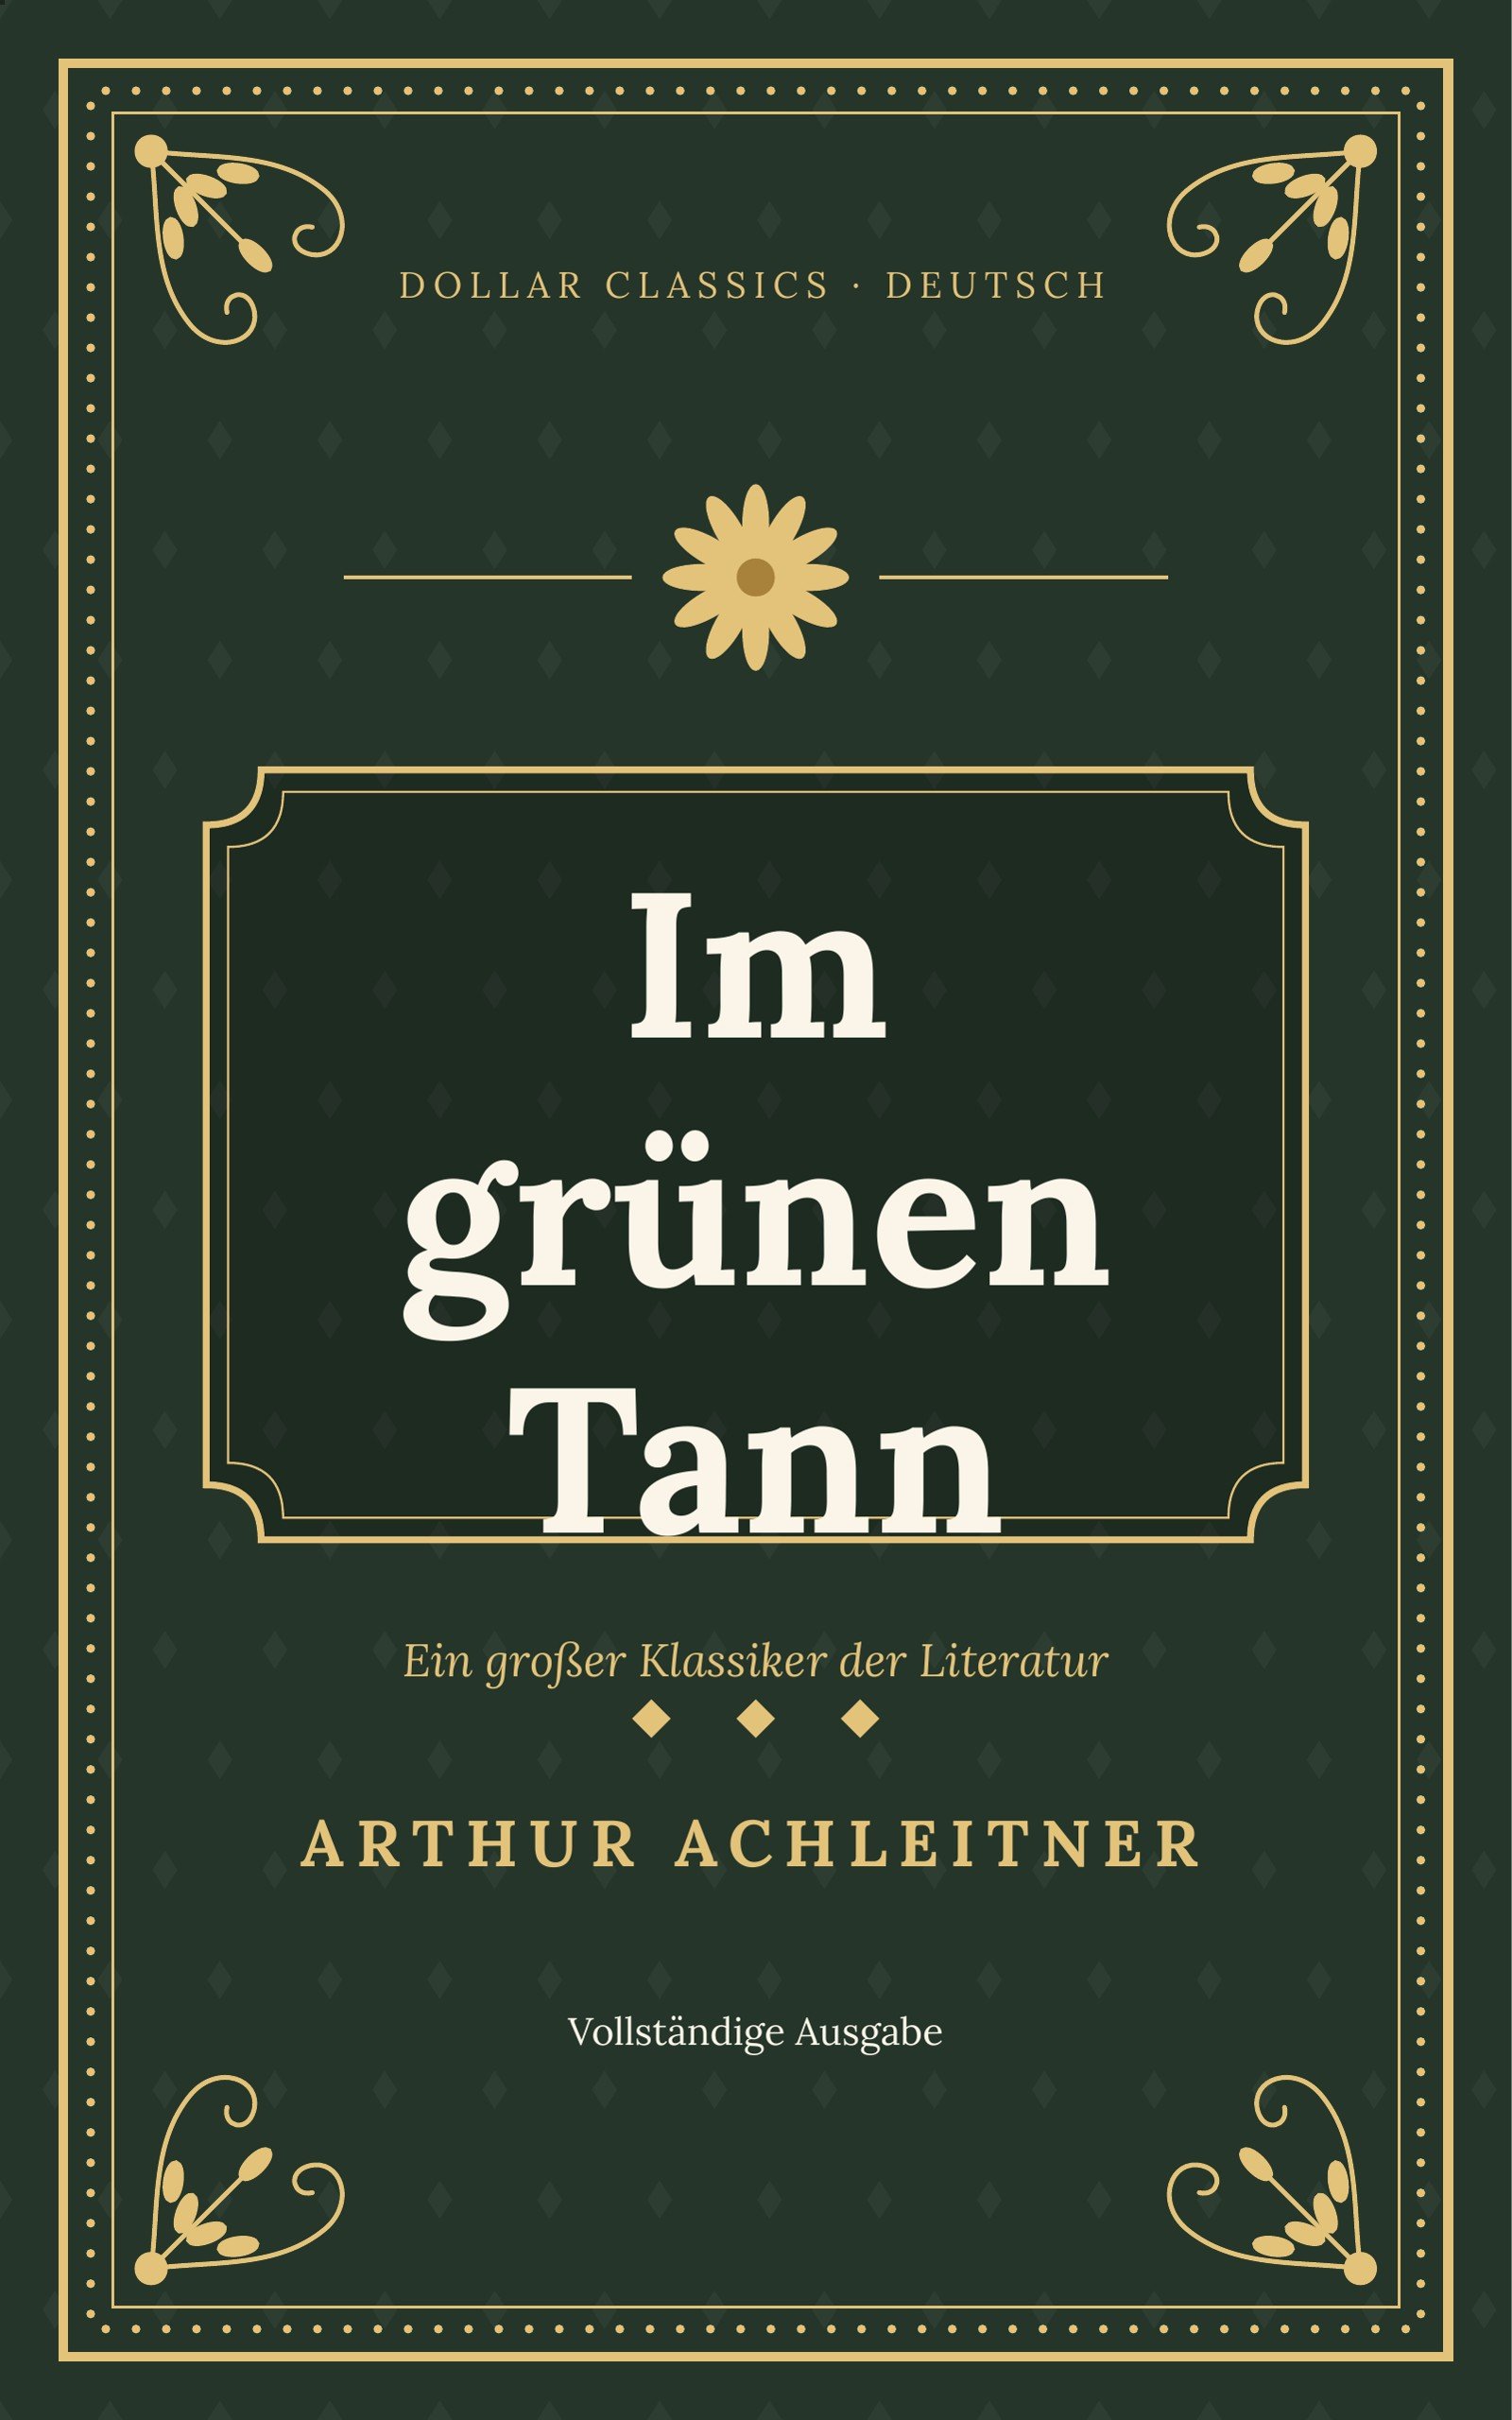 DOLLAR CLASSICS · DEUTSCH
Im
grünen
Tann
Ein großer Klassiker der Literatur
ARTHUR ACHLEITNER
Vollständige Ausgabe